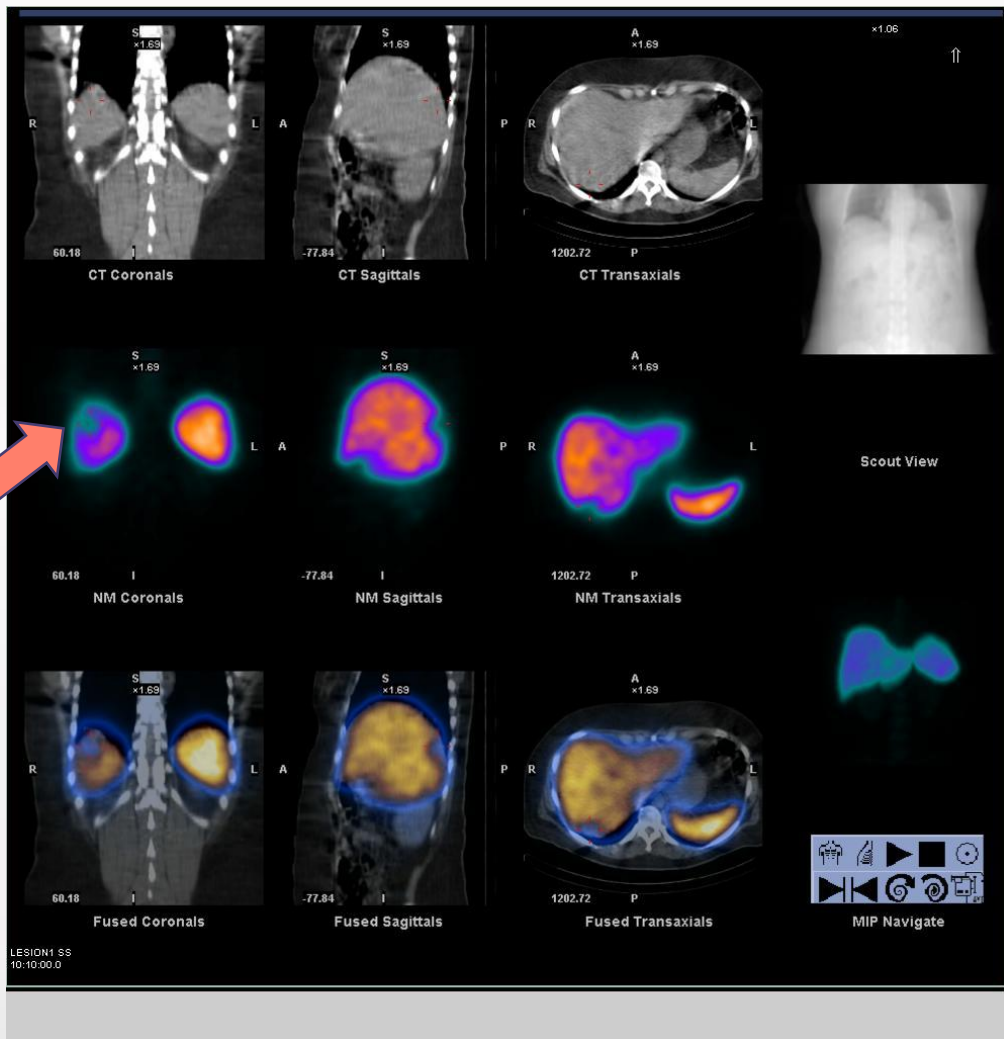 S
×1.69
R
L
60.18
I
CT Coronals
S
×1.69
A
P
-77.84
I
CT Sagittals
A
×1.69
R
L
1202.72
P
CT Transaxials
×1.06
⇑
S
×1.69
L
60.18
I
NM Coronals
S
×1.69
A
P
-77.84
I
NM Sagittals
A
×1.69
R
L
1202.72
P
NM Transaxials
Scout View
S
×1.69
R
L
60.18
I
Fused Coronals
S
×1.69
A
P
-77.84
I
Fused Sagittals
A
×1.69
R
L
1202.72
P
Fused Transaxials
MIP Navigate
LESION1 SS
10:10:00.0